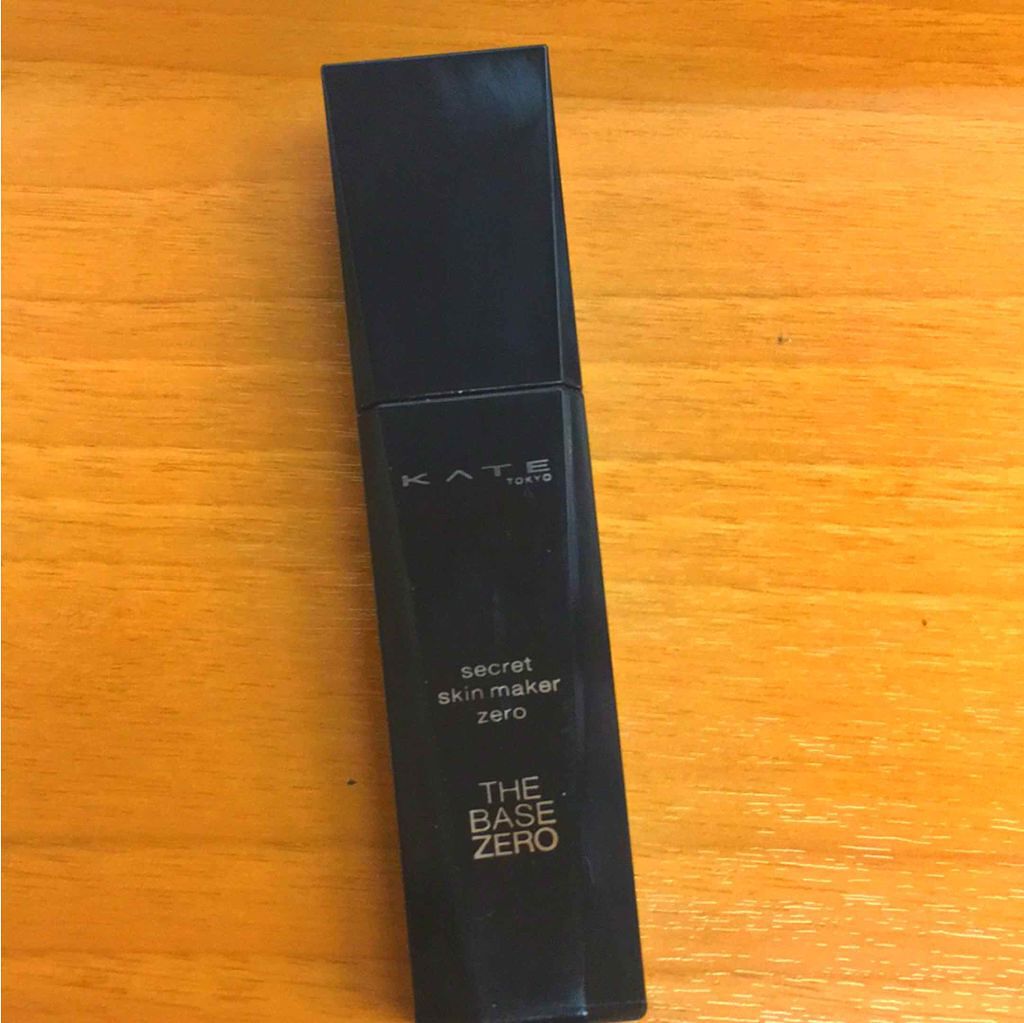 KATE
TOKYO
secret
skin maker
zero
THE
BASE
ZERO